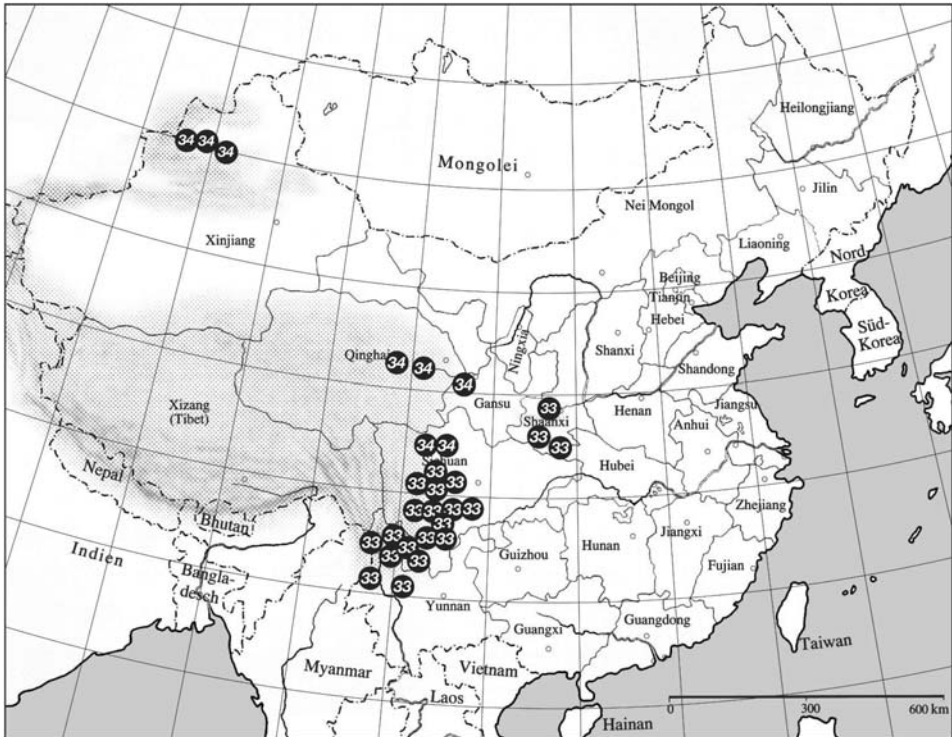 Heilongjiang
34 34
34
Mongolei
Jilin
Nei Mongol
Xinjiang
Liaoning
Nord
Beijing
Tianjin
Korea
Hebei
Ningxia
Süd-
Korea
Qinghai
34
34
Shanxi
Shandong
34
Gansu
Xizang
(Tibet)
33
Henan
Jiangsu
Shaanxi
Anhui
33
33
34 34
Hubei
33
Nepal
33 33 33
Zhejiang
33 33 33 33
Bhutan
33
Jiangxi
Indien
33 33 33 33
Hunan
33
Guizhou
33 33
Fujian
Bangla-
desch
33
33
Yunnan
Guangdong
Guangxi
Taiwan
Myanmar
Vietnam
Laos
0 300 600 km
Hainan